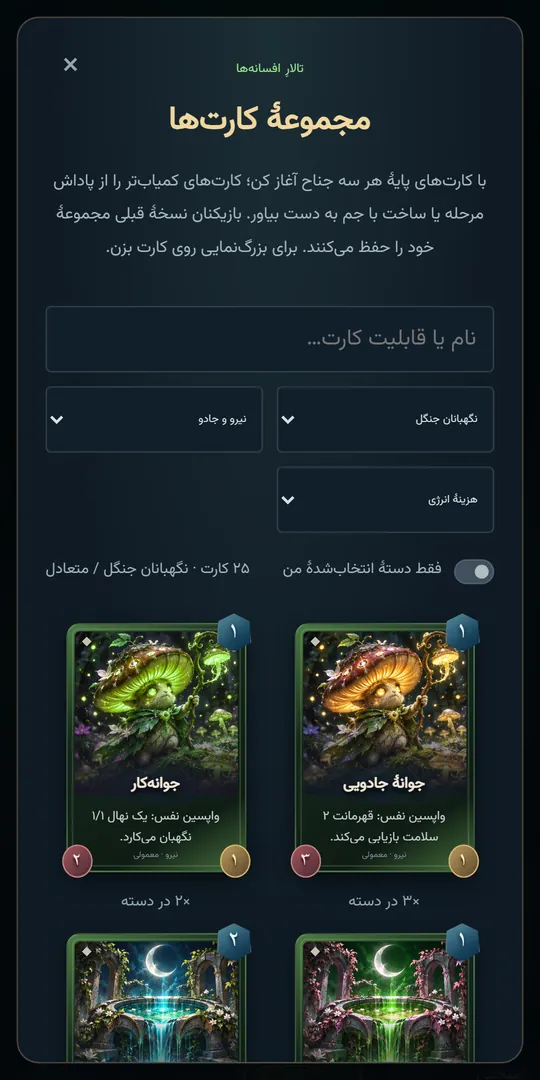 تالارِ افسانه‌ها
مجموعهٔ کارت‌ها
با کارت‌های پایهٔ هر سه جناح آغاز کن؛ کارت‌های کمیاب‌تر را از پاداش
مرحله یا ساخت با جم به دست بیاور. بازیکنان نسخهٔ قبلی مجموعهٔ
خود را حفظ می‌کنند. برای بزرگ‌نمایی روی کارت بزن.
نام یا قابلیت کارت…
نگهبانان جنگل
نیرو و جادو
هزینهٔ انرژی
فقط دستهٔ انتخاب‌شدهٔ من
۲۵ کارت · نگهبانان جنگل / متعادل
۱
جوانهٔ جادویی
واپسین نفس: قهرمانت ۲
سلامت بازیابی می‌کند.
نیرو · معمولی
۱
۳
×۳ در دسته
۱
جوانه‌کار
واپسین نفس: یک نهال ۱/۱
نگهبان می‌کارد.
نیرو · معمولی
۱
۲
×۲ در دسته
۱
۲